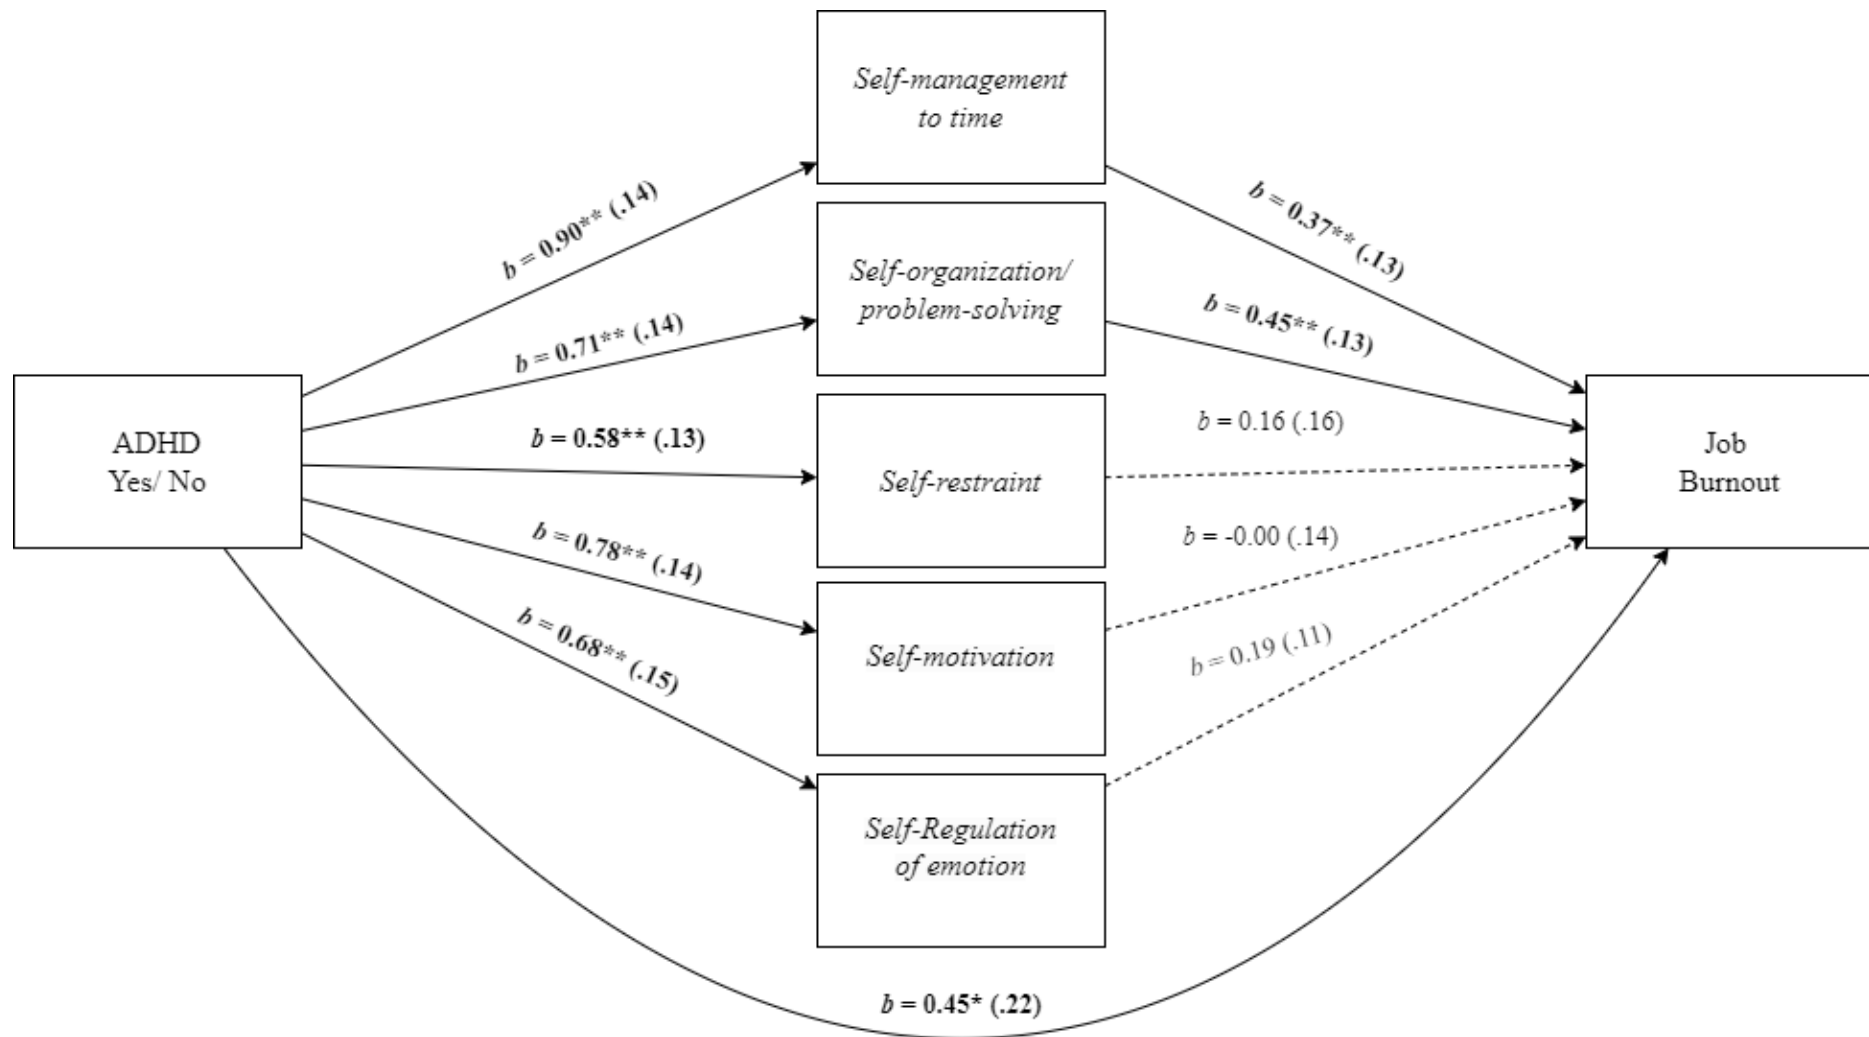 Self-management
to time
b = 0.90** (.14)
b = 0.37** (.13)
Self-organization/
problem-solving
b = 0.71** (.14)
b = 0.45** (.13)
ADHD
Yes/ No
b = 0.58** (.13)
Self-restraint
b = 0.16 (.16)
Job
Burnout
b = 0.78** (.14)
Self-motivation
b = -0.00 (.14)
b = 0.68** (.15)
Self-Regulation
of emotion
b = 0.19 (.11)
b = 0.45* (.22)